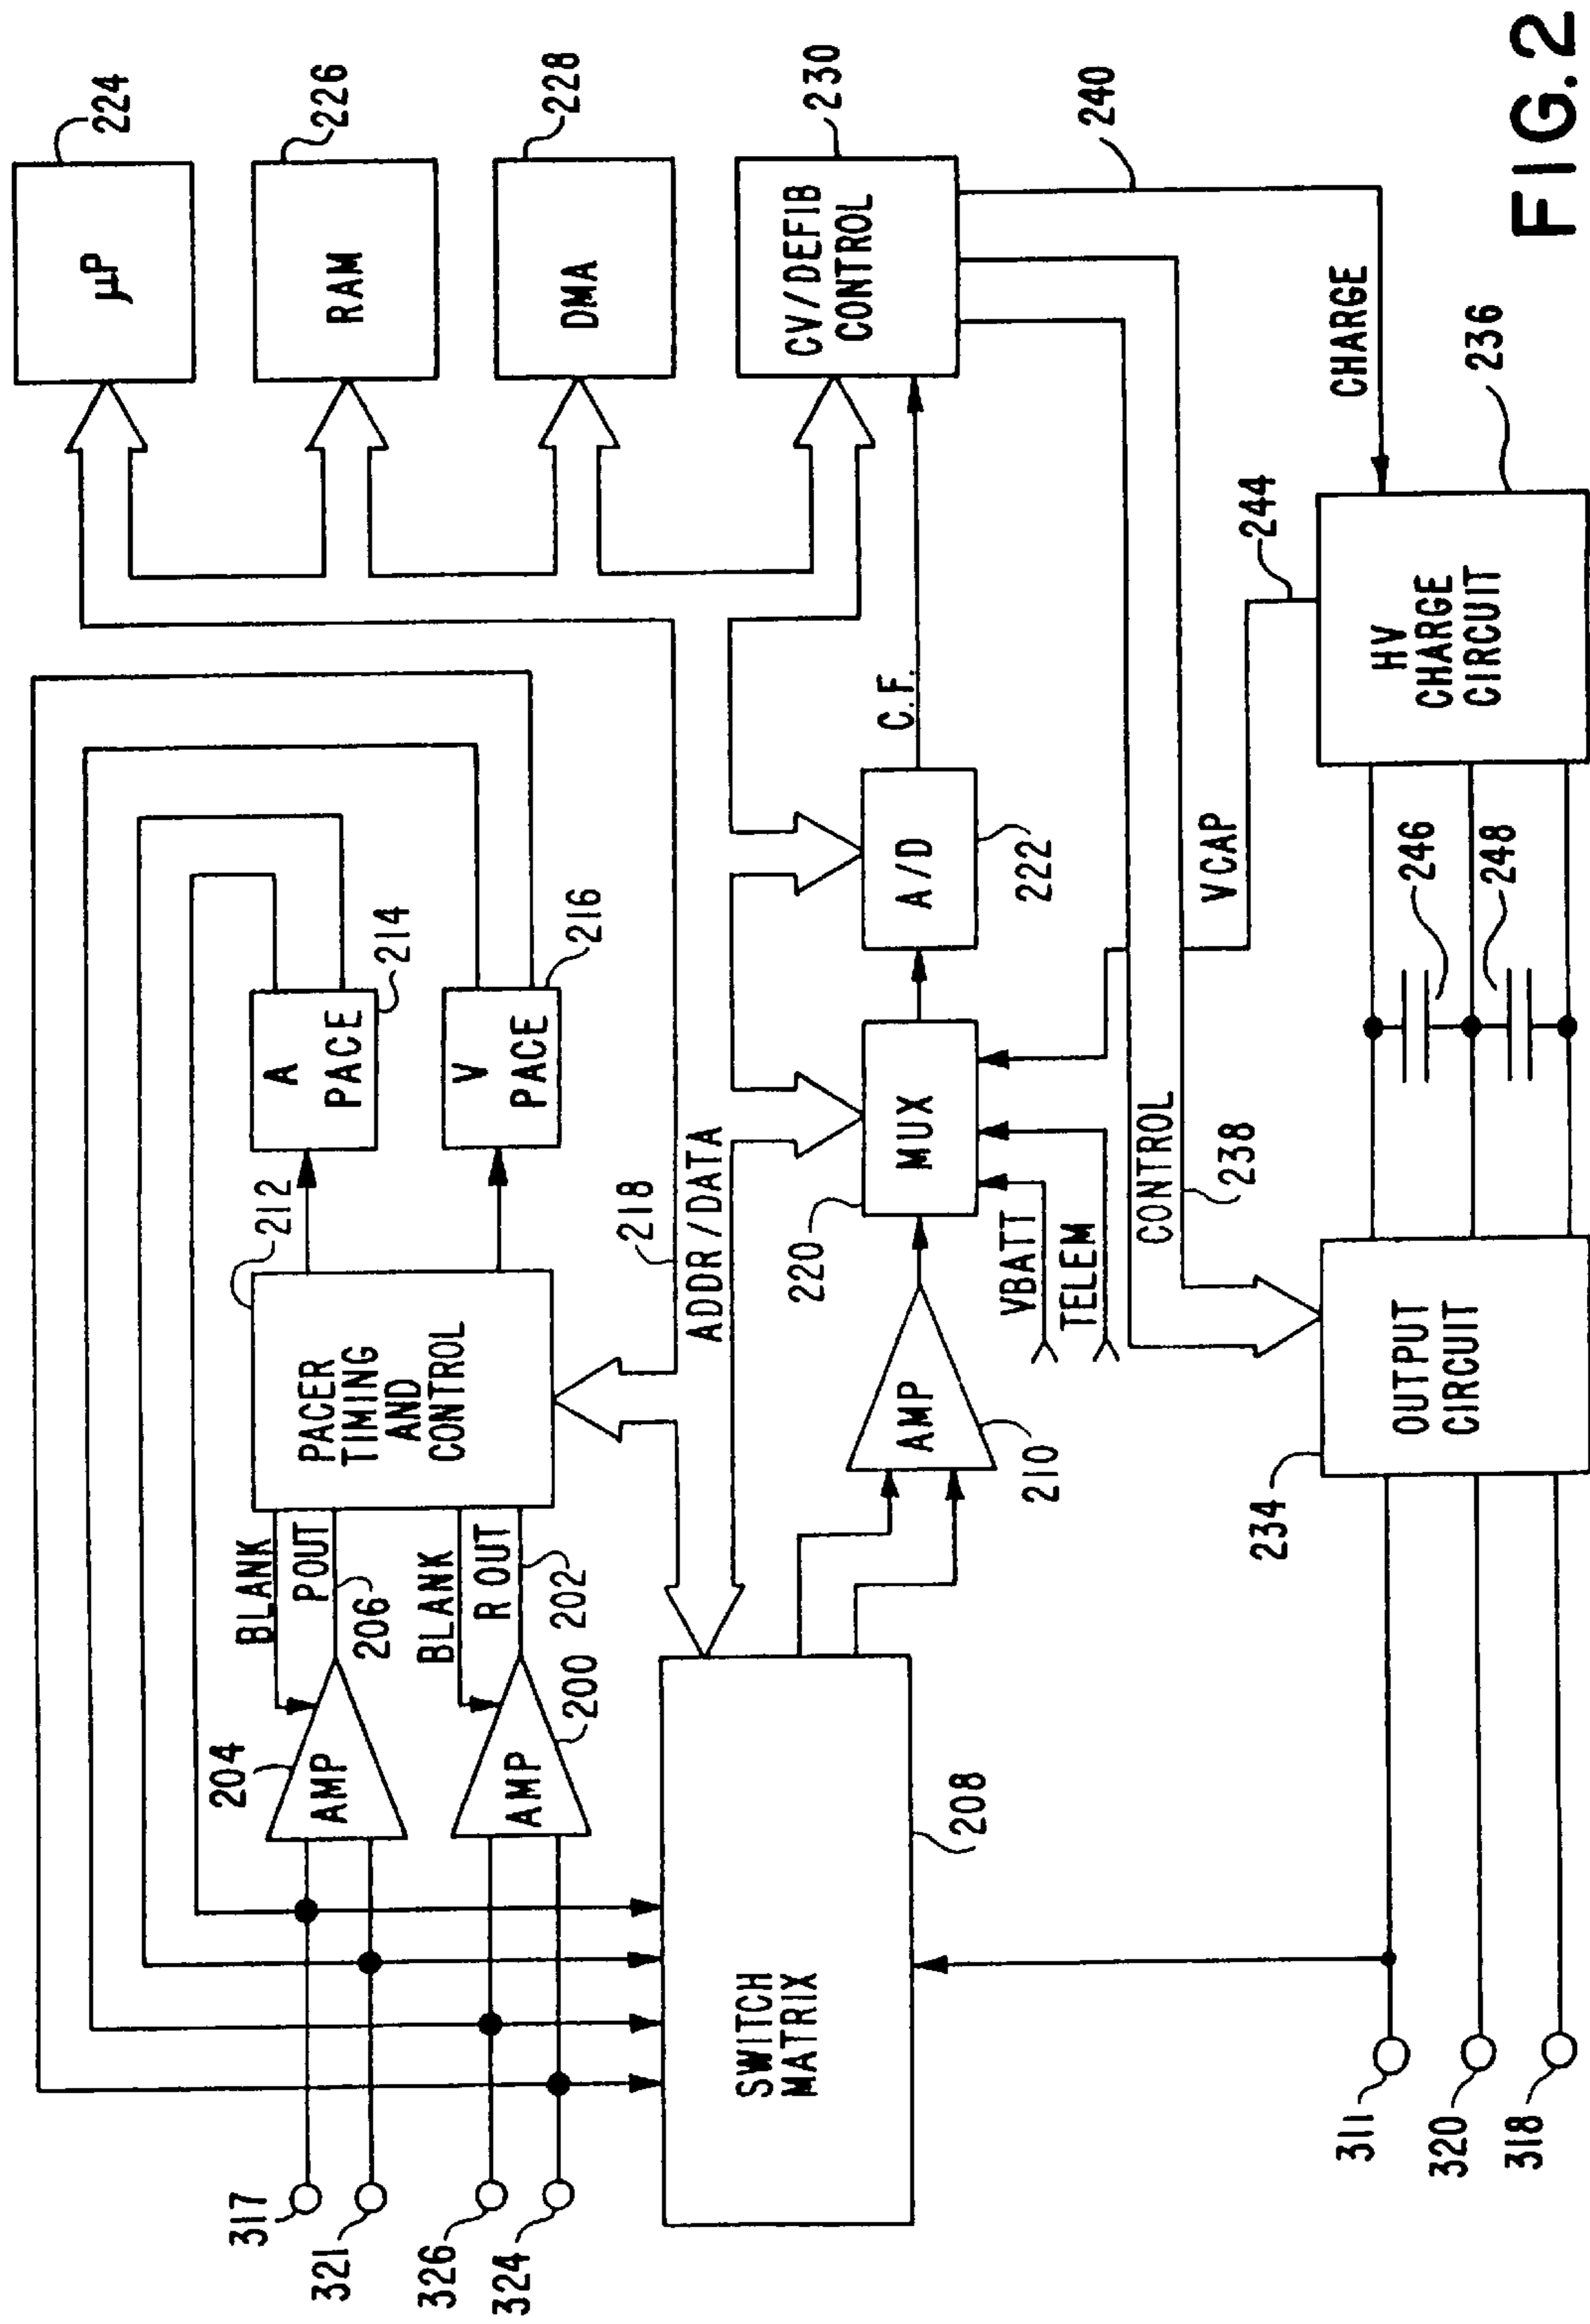 317
321
326
324
204
AMP
BLANK
POUT
206
AMP
200
BLANK
R OUT
202
PACER
TIMING
AND
CONTROL
212
A
PACE
214
V
PACE
216
218
ADDR/DATA
μP
224
RAM
226
DMA
228
CV/DEFIB
CONTROL
230
SWITCH
MATRIX
208
AMP
210
220
MUX
A/D
222
C.F.
VBATT
TELEM
CONTROL
238
VCAP
244
240
CHARGE
311
320
318
234
OUTPUT
CIRCUIT
246
248
HV
CHARGE
CIRCUIT
236
FIG.2